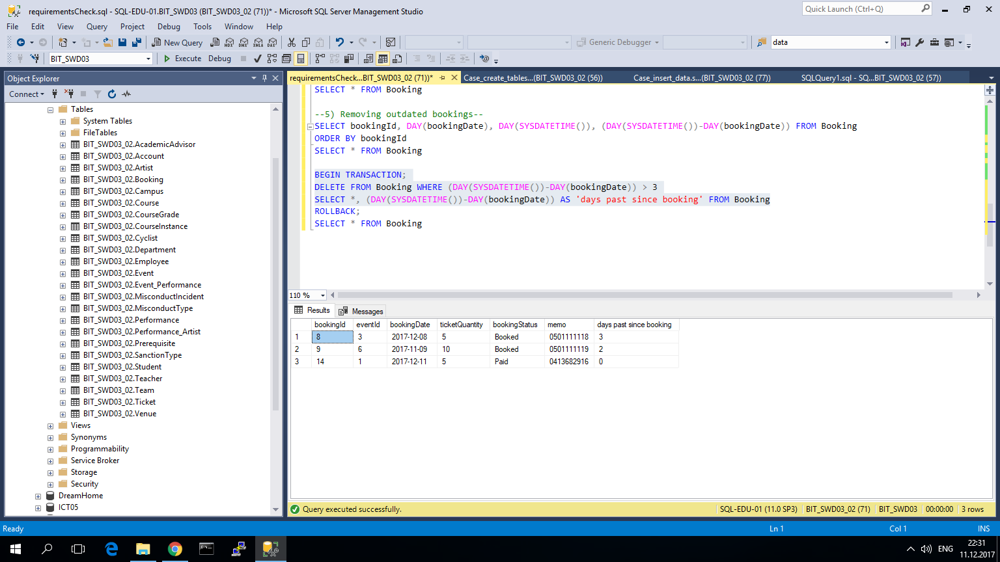 requirementsCheck.sql - SQL-EDU-01.BIT_SWD03 (BIT_SWD03_02 (71))* - Microsoft SQL Server Management Studio
Quick Launch (Ctrl+Q)
File Edit View Query Project Debug Tools Window Help
New Query MDX DMX XMLA DAX Generic Debugger data
BIT_SWD03 Execute Debug
Object Explorer
Connect
Tables
System Tables
FileTables
BIT_SWD03_02.AcademicAdvisor
BIT_SWD03_02.Account
BIT_SWD03_02.Artist
BIT_SWD03_02.Booking
BIT_SWD03_02.Campus
BIT_SWD03_02.Course
BIT_SWD03_02.CourseGrade
BIT_SWD03_02.CourseInstance
BIT_SWD03_02.Cyclist
BIT_SWD03_02.Department
BIT_SWD03_02.Employee
BIT_SWD03_02.Event
BIT_SWD03_02.Event_Performance
BIT_SWD03_02.MisconductIncident
BIT_SWD03_02.MisconductType
BIT_SWD03_02.Performance
BIT_SWD03_02.Performance_Artist
BIT_SWD03_02.Prerequisite
BIT_SWD03_02.SanctionType
BIT_SWD03_02.Student
BIT_SWD03_02.Teacher
BIT_SWD03_02.Team
BIT_SWD03_02.Ticket
BIT_SWD03_02.Venue
Views
Synonyms
Programmability
Service Broker
Storage
Security
DreamHome
ICT05
requirementsCheck...BIT_SWD03_02 (71))* Case_create_tables...(BIT_SWD03_02 (56)) Case_insert_data.s...(BIT_SWD03_02 (77)) SQLQuery1.sql - SQ...BIT_SWD03_02 (57))
SELECT * FROM Booking
--5) Removing outdated bookings--
SELECT bookingId, DAY(bookingDate), DAY(SYSDATETIME()), (DAY(SYSDATETIME())-DAY(bookingDate)) FROM Booking
ORDER BY bookingId
SELECT * FROM Booking
BEGIN TRANSACTION;
DELETE FROM Booking WHERE (DAY(SYSDATETIME())-DAY(bookingDate)) > 3
SELECT *, (DAY(SYSDATETIME())-DAY(bookingDate)) AS 'days past since booking' FROM Booking
ROLLBACK;
SELECT * FROM Booking
110 %
Results Messages
bookingId eventId bookingDate ticketQuantity bookingStatus memo days past since booking
1 8 3 2017-12-08 5 Booked 0501111118 3
2 9 6 2017-11-09 10 Booked 0501111119 2
3 14 1 2017-12-11 5 Paid 0413682916 0
Query executed successfully. SQL-EDU-01 (11.0 SP3) BIT_SWD03_02 (71) BIT_SWD03 00:00:00 3 rows
Ready Ln 1 Col 1 INS
ENG 22:31
11.12.2017